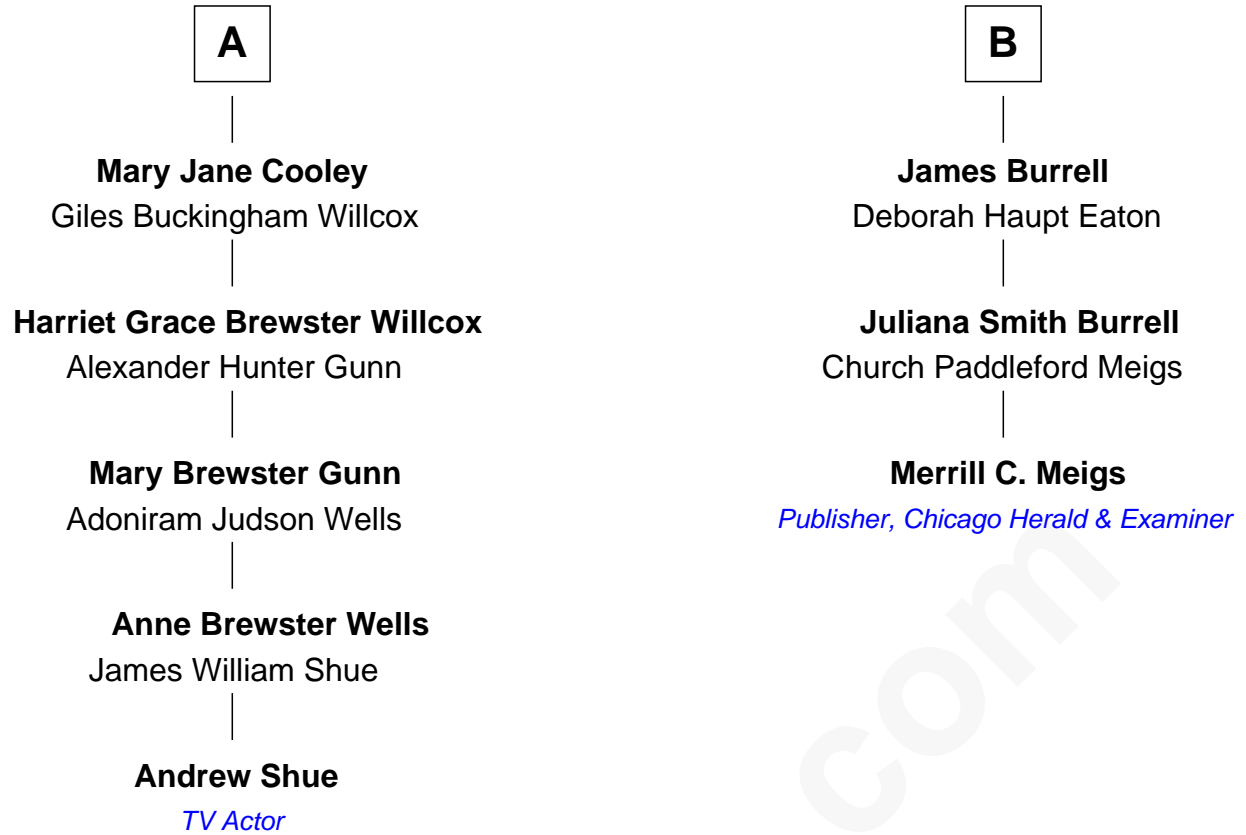 A
Mary Jane Cooley
Giles Buckingham Willcox
Harriet Grace Brewster Willcox
Alexander Hunter Gunn
Mary Brewster Gunn
Adoniram Judson Wells
Anne Brewster Wells
James William Shue
Andrew Shue
TV Actor
B
James Burrell
Deborah Haupt Eaton
Juliana Smith Burrell
Church Paddleford Meigs
Merrill C. Meigs
Publisher, Chicago Herald & Examiner
com